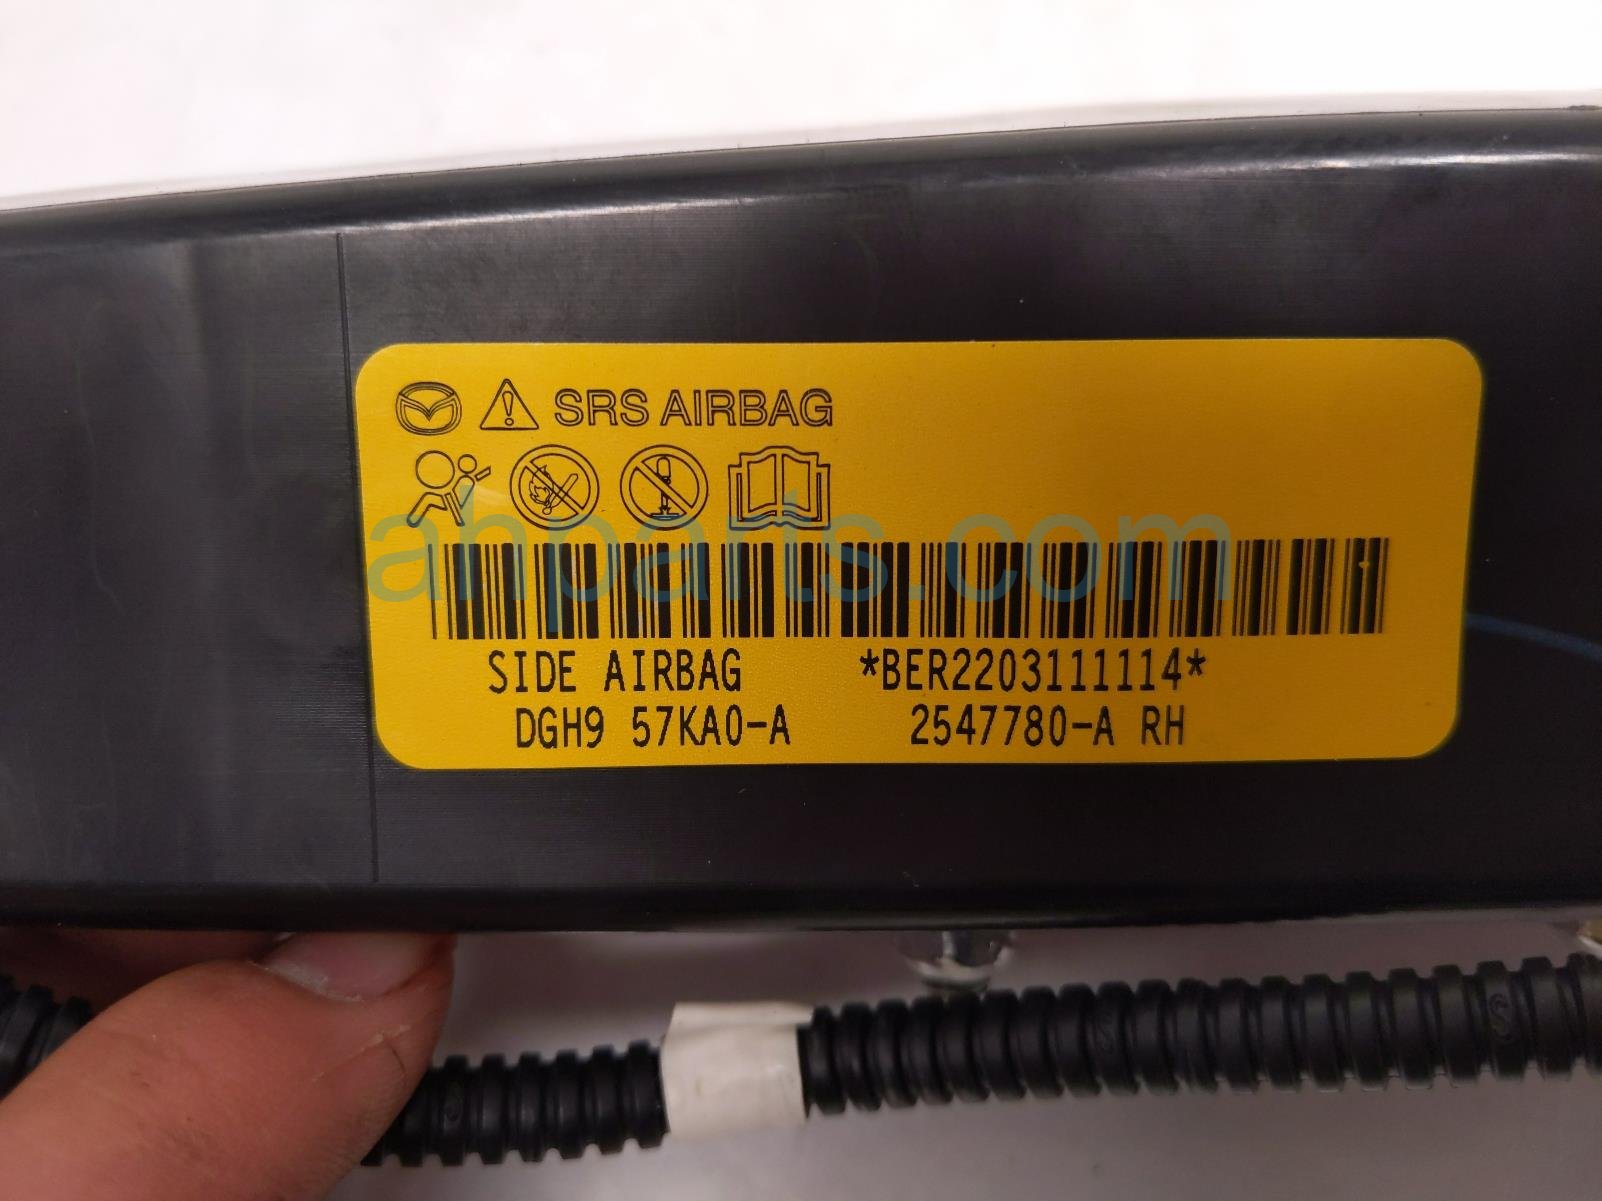 SRS AIRBAG
ahparts.com
SIDE AIRBAG *BER2203111114*
DGH9 57KA0-A 2547780-A RH